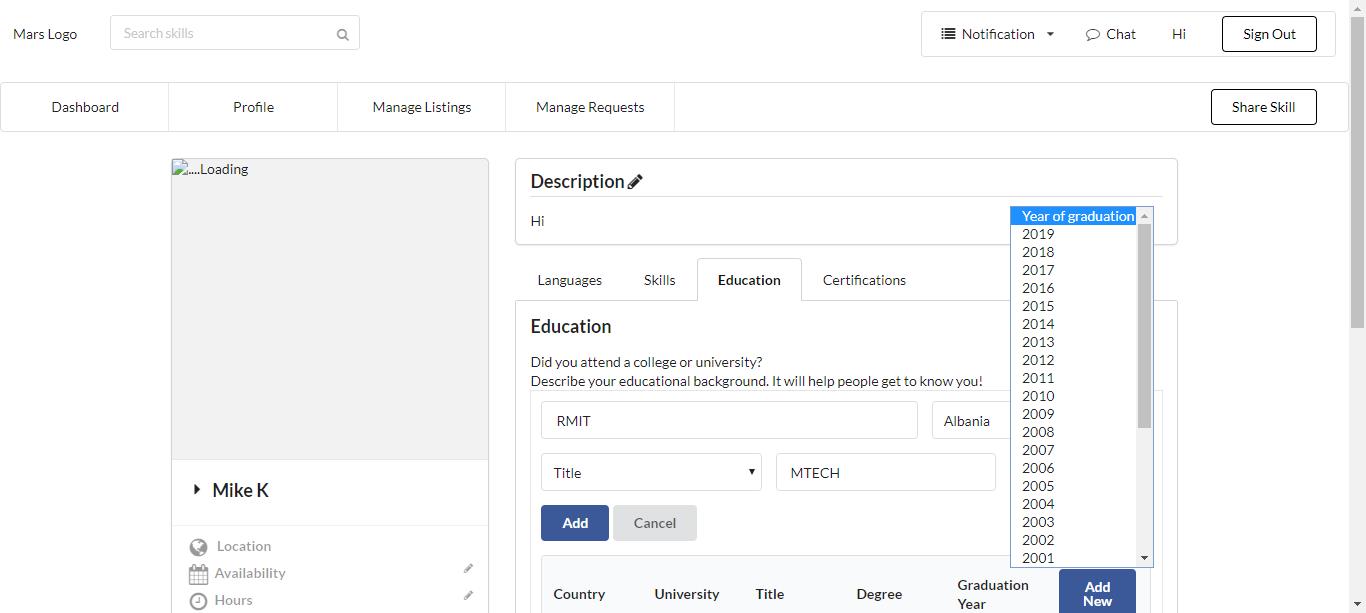 Mars Logo
Search skills
Notification
Chat
Hi
Sign Out
Dashboard
Profile
Manage Listings
Manage Requests
Share Skill
....Loading
Mike K
Location
Availability
Hours
Description
Hi
Languages
Skills
Education
Certifications
Education
Did you attend a college or university?
Describe your educational background. It will help people get to know you!
RMIT
Albania
Title
MTECH
Year of graduation
2019
2018
2017
2016
2015
2014
2013
2012
2011
2010
2009
2008
2007
2006
2005
2004
2003
2002
2001
Add
Cancel
Country
University
Title
Degree
Graduation
Year
Add
New